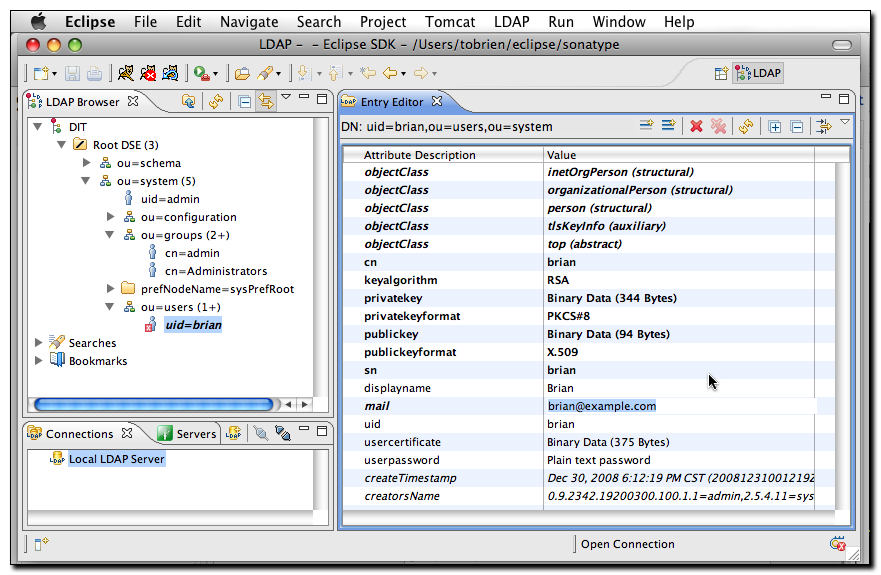 Eclipse File Edit Navigate Search Project Tomcat LDAP Run Window Help
LDAP - - Eclipse SDK - /Users/tobrien/eclipse/sonatype
LDAP
LDAP Browser
DIT
Root DSE (3)
ou=schema
ou=system (5)
uid=admin
ou=configuration
ou=groups (2+)
cn=admin
cn=Administrators
prefNodeName=sysPrefRoot
ou=users (1+)
uid=brian
Searches
Bookmarks
Connections Servers
Local LDAP Server
Entry Editor
DN: uid=brian,ou=users,ou=system
Attribute Description Value
objectClass inetOrgPerson (structural)
objectClass organizationalPerson (structural)
objectClass person (structural)
objectClass tlsKeyInfo (auxiliary)
objectClass top (abstract)
cn brian
keyalgorithm RSA
privatekey Binary Data (344 Bytes)
privatekeyformat PKCS#8
publickey Binary Data (94 Bytes)
publickeyformat X.509
sn brian
displayname Brian
mail brian@example.com
uid brian
usercertificate Binary Data (375 Bytes)
userpassword Plain text password
createTimestamp Dec 30, 2008 6:12:19 PM CST (20081231001219Z
creatorsName 0.9.2342.19200300.100.1.1=admin,2.5.4.11=sys
Open Connection